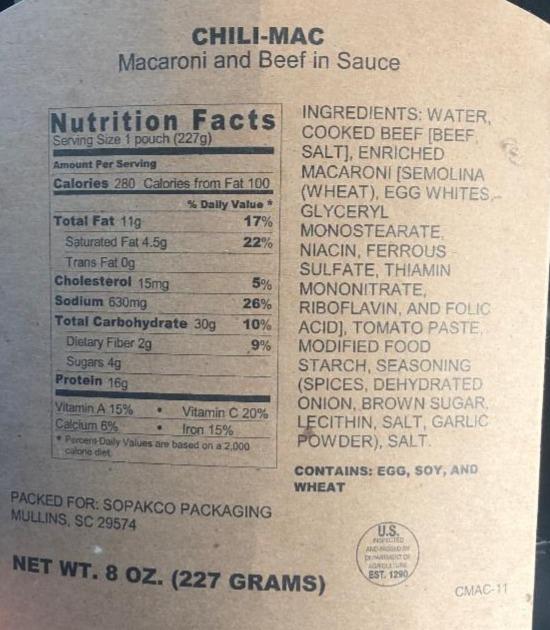 CHILI-MAC
Macaroni and Beef in Sauce
Nutrition Facts
Serving Size 1 pouch (227g)
Amount Per Serving
Calories 280 Calories from Fat 100
% Daily Value *
Total Fat 11g 17%
Saturated Fat 4.5g 22%
Trans Fat 0g
Cholesterol 15mg 5%
Sodium 630mg 26%
Total Carbohydrate 30g 10%
Dietary Fiber 2g 9%
Sugars 4g
Protein 16g
Vitamin A 15% • Vitamin C 20%
Calcium 6% • Iron 15%
* Percent Daily Values are based on a 2,000
calorie diet.
INGREDIENTS: WATER,
COOKED BEEF [BEEF,
SALT], ENRICHED
MACARONI [SEMOLINA
(WHEAT), EGG WHITES,
GLYCERYL
MONOSTEARATE,
NIACIN, FERROUS
SULFATE, THIAMIN
MONONITRATE,
RIBOFLAVIN, AND FOLIC
ACID], TOMATO PASTE,
MODIFIED FOOD
STARCH, SEASONING
(SPICES, DEHYDRATED
ONION, BROWN SUGAR,
LECITHIN, SALT, GARLIC
POWDER), SALT.
CONTAINS: EGG, SOY, AND
WHEAT
PACKED FOR: SOPAKCO PACKAGING
MULLINS, SC 29574
U.S.
INSPECTED
AND PASSED BY
DEPARTMENT OF
AGRICULTURE
EST. 1290
NET WT. 8 OZ. (227 GRAMS)
CMAC-11